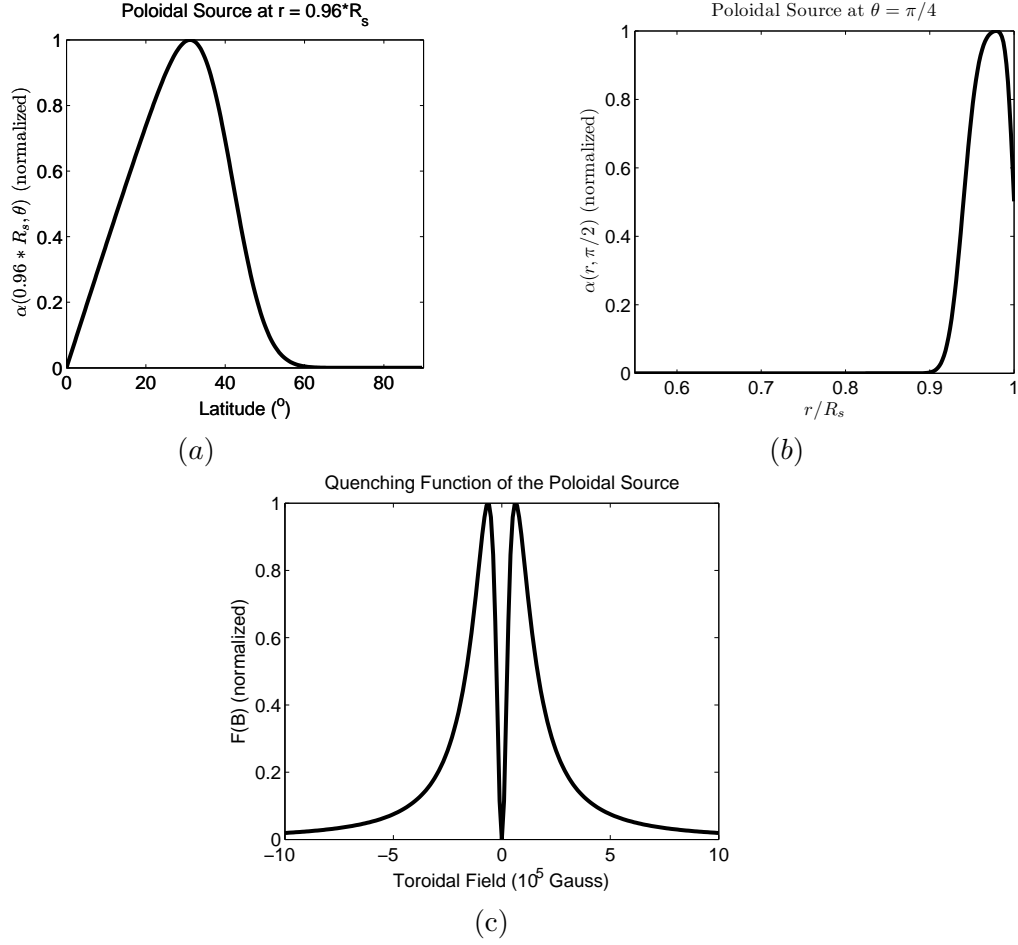 Poloidal Source at r = 0.96*R_s
1
0.8
0.6
0.4
0.2
0
0 20 40 60 80
α(0.96 * R_s, θ) (normalized)
Latitude (°)
(a)
Poloidal Source at θ = π/4
1
0.8
0.6
0.4
0.2
0
0.6 0.7 0.8 0.9 1
α(r, π/2) (normalized)
r/R_s
(b)
Quenching Function of the Poloidal Source
1
0.8
0.6
0.4
0.2
0
−10 −5 0 5 10
F(B) (normalized)
Toroidal Field (10^5 Gauss)
(c)